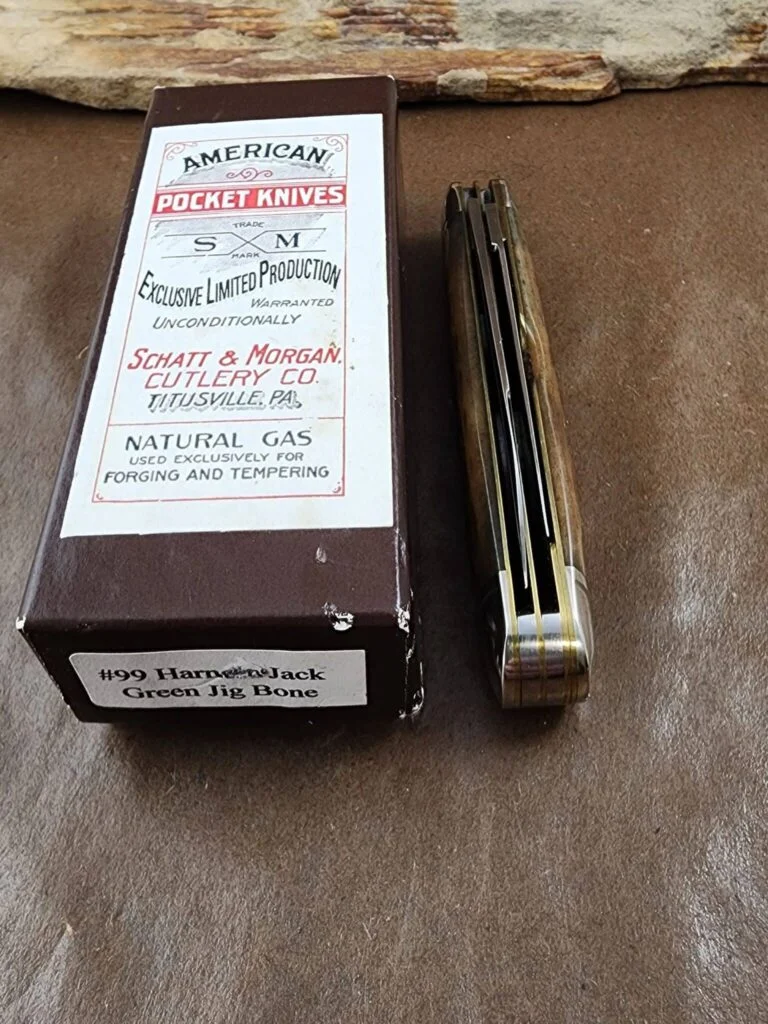 AMERICAN
POCKET KNIVES
TRADE
S M
MARK
EXCLUSIVE LIMITED PRODUCTION
WARRANTED
UNCONDITIONALLY
SCHATT & MORGAN.
CUTLERY CO.
TITUSVILLE, PA.
NATURAL GAS
USED EXCLUSIVELY FOR
FORGING AND TEMPERING
#99 Jack
Green Jig Bone